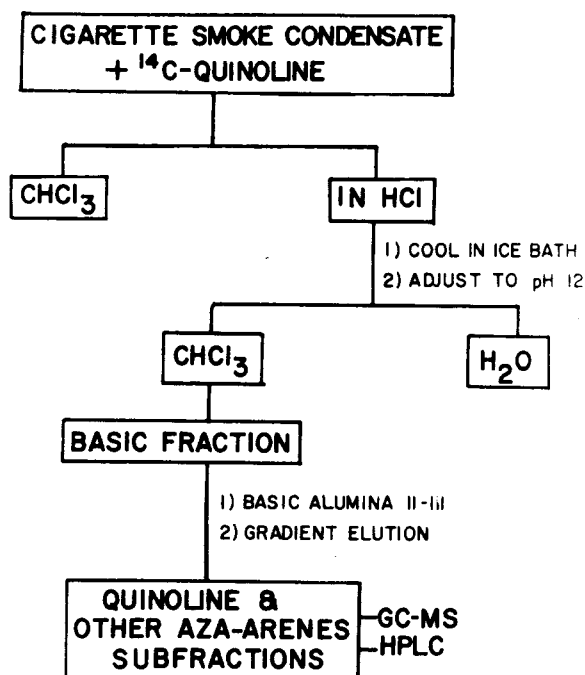 CIGARETTE SMOKE CONDENSATE
+ ¹⁴C-QUINOLINE
CHCl₃
IN HCl
1) COOL IN ICE BATH
2) ADJUST TO pH 12
CHCl₃
H₂O
BASIC FRACTION
1) BASIC ALUMINA II-III
2) GRADIENT ELUTION
QUINOLINE &
OTHER AZA-ARENES
SUBFRACTIONS
GC-MS
HPLC